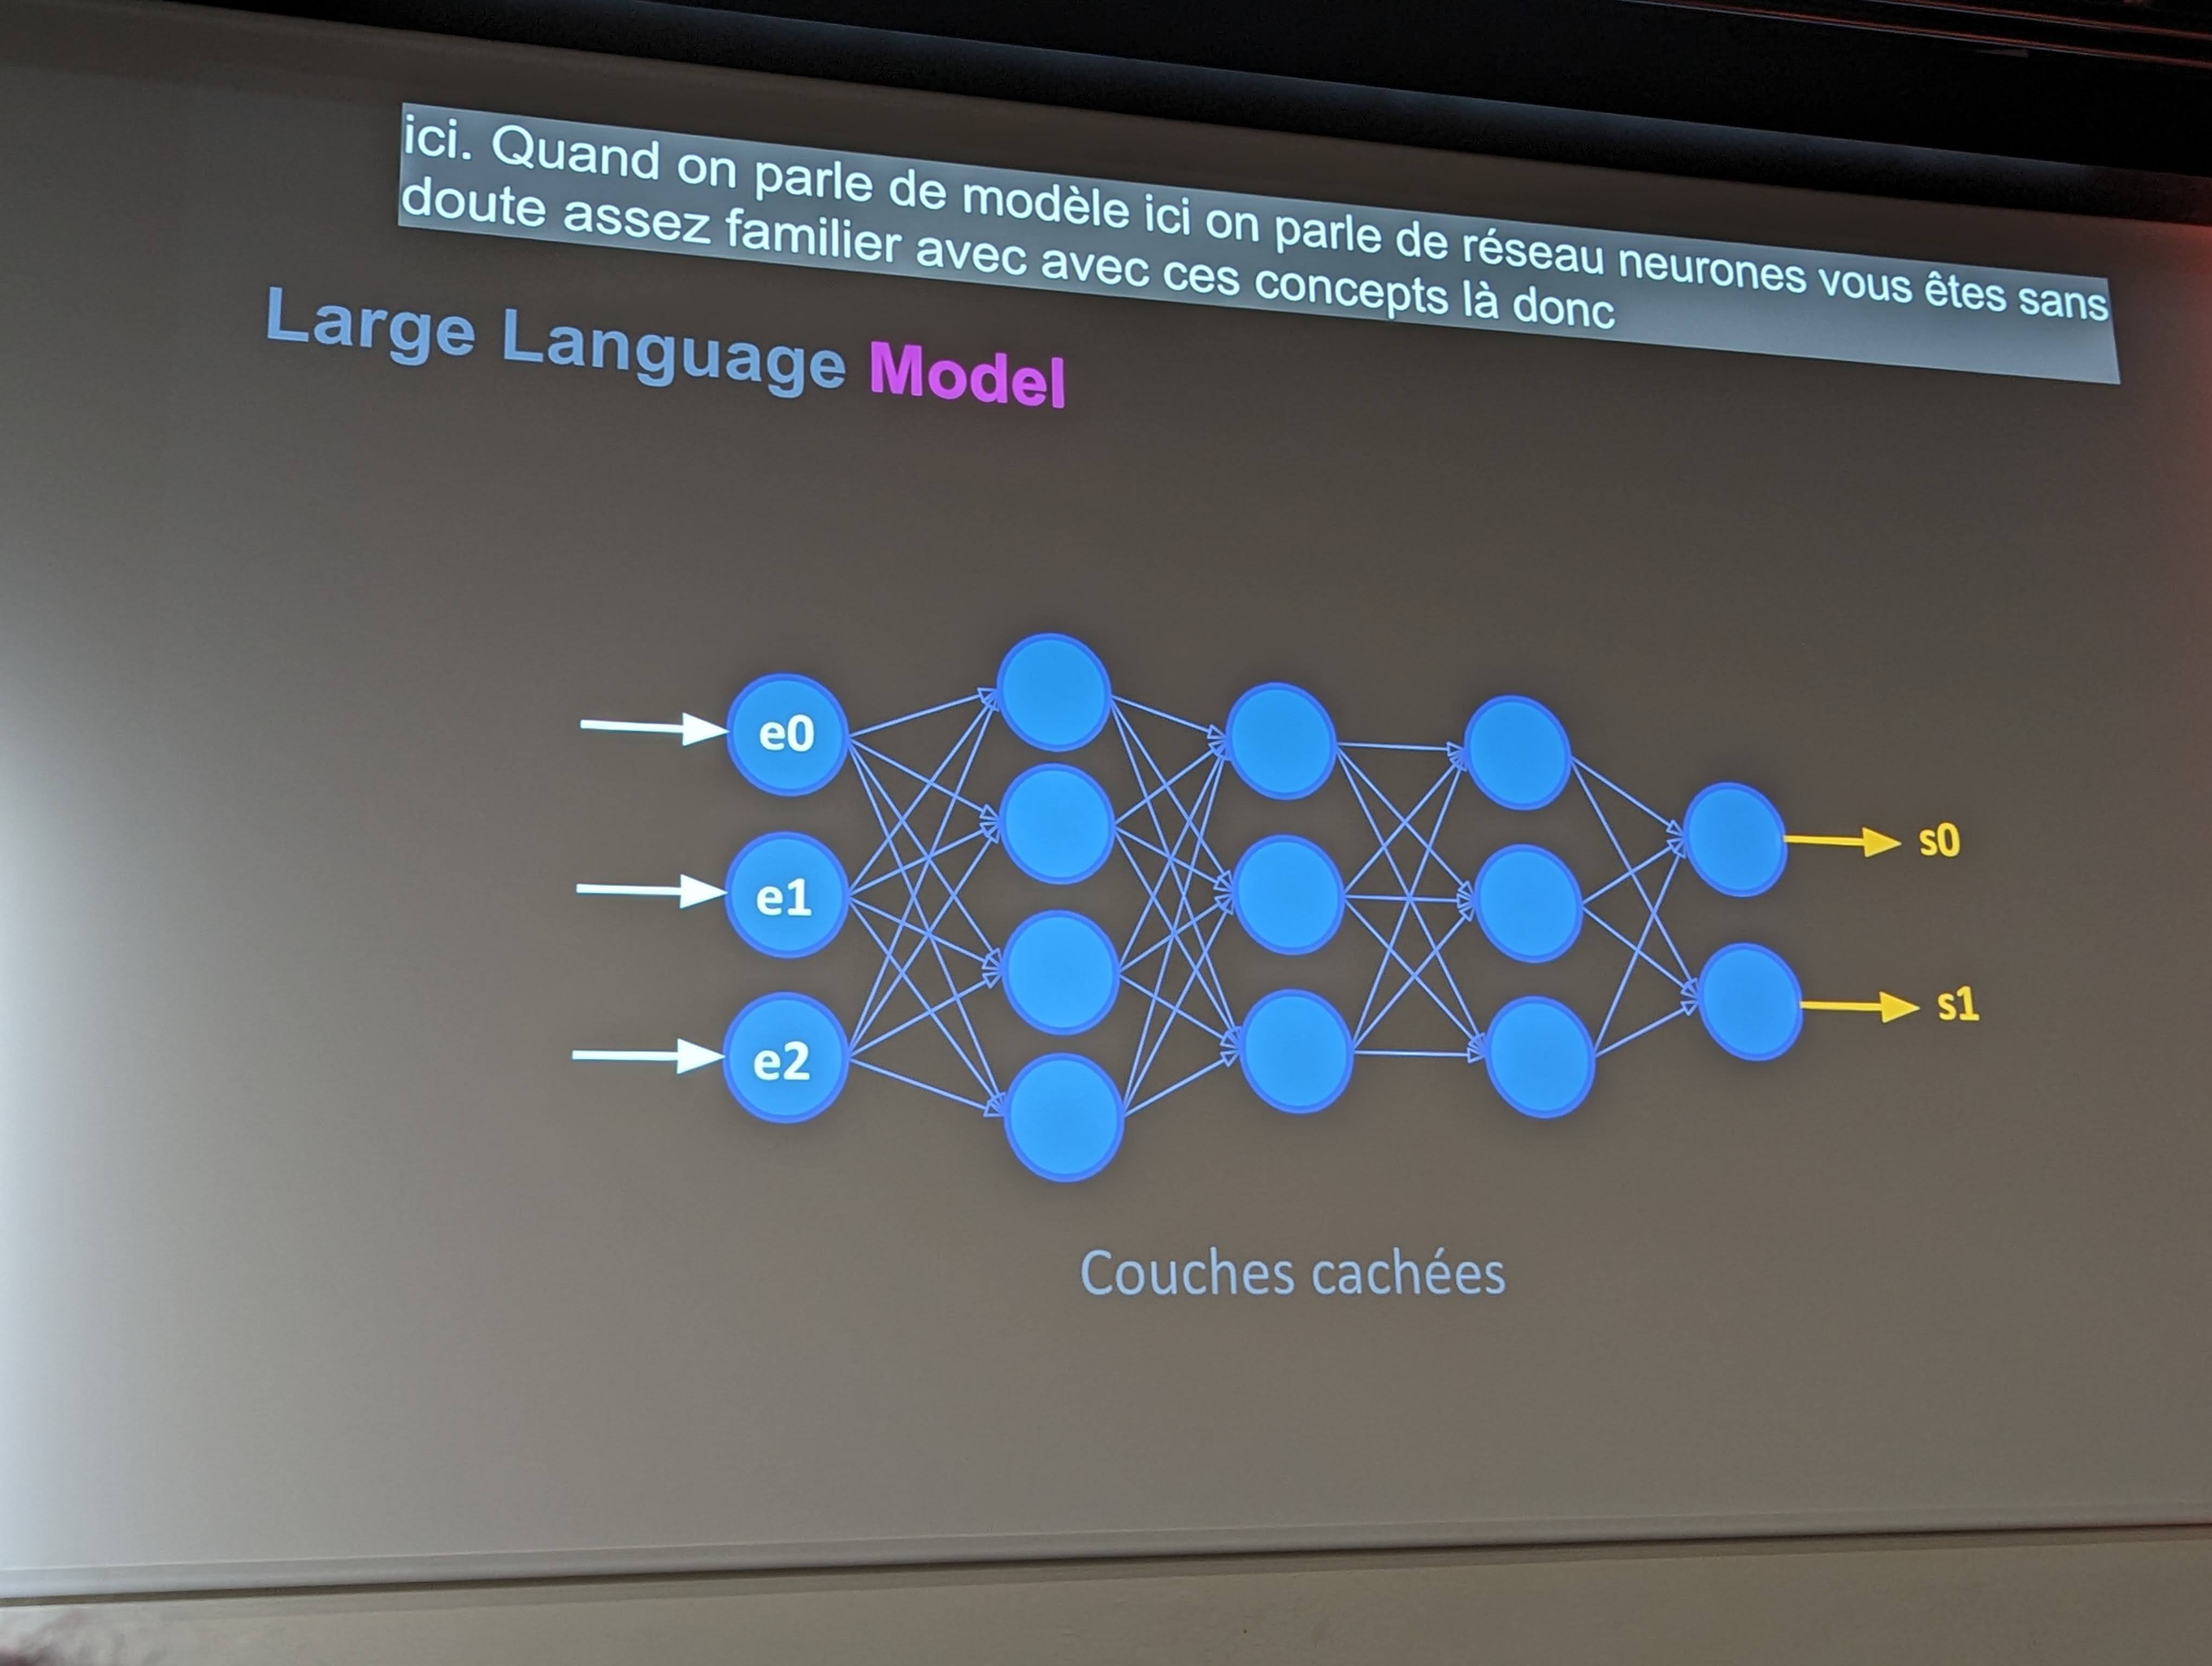 ici. Quand on parle de modèle ici on parle de réseau neurones vous êtes sans
doute assez familier avec avec ces concepts là donc
Large Language Model
e0
e1
e2
s0
s1
Couches cachées